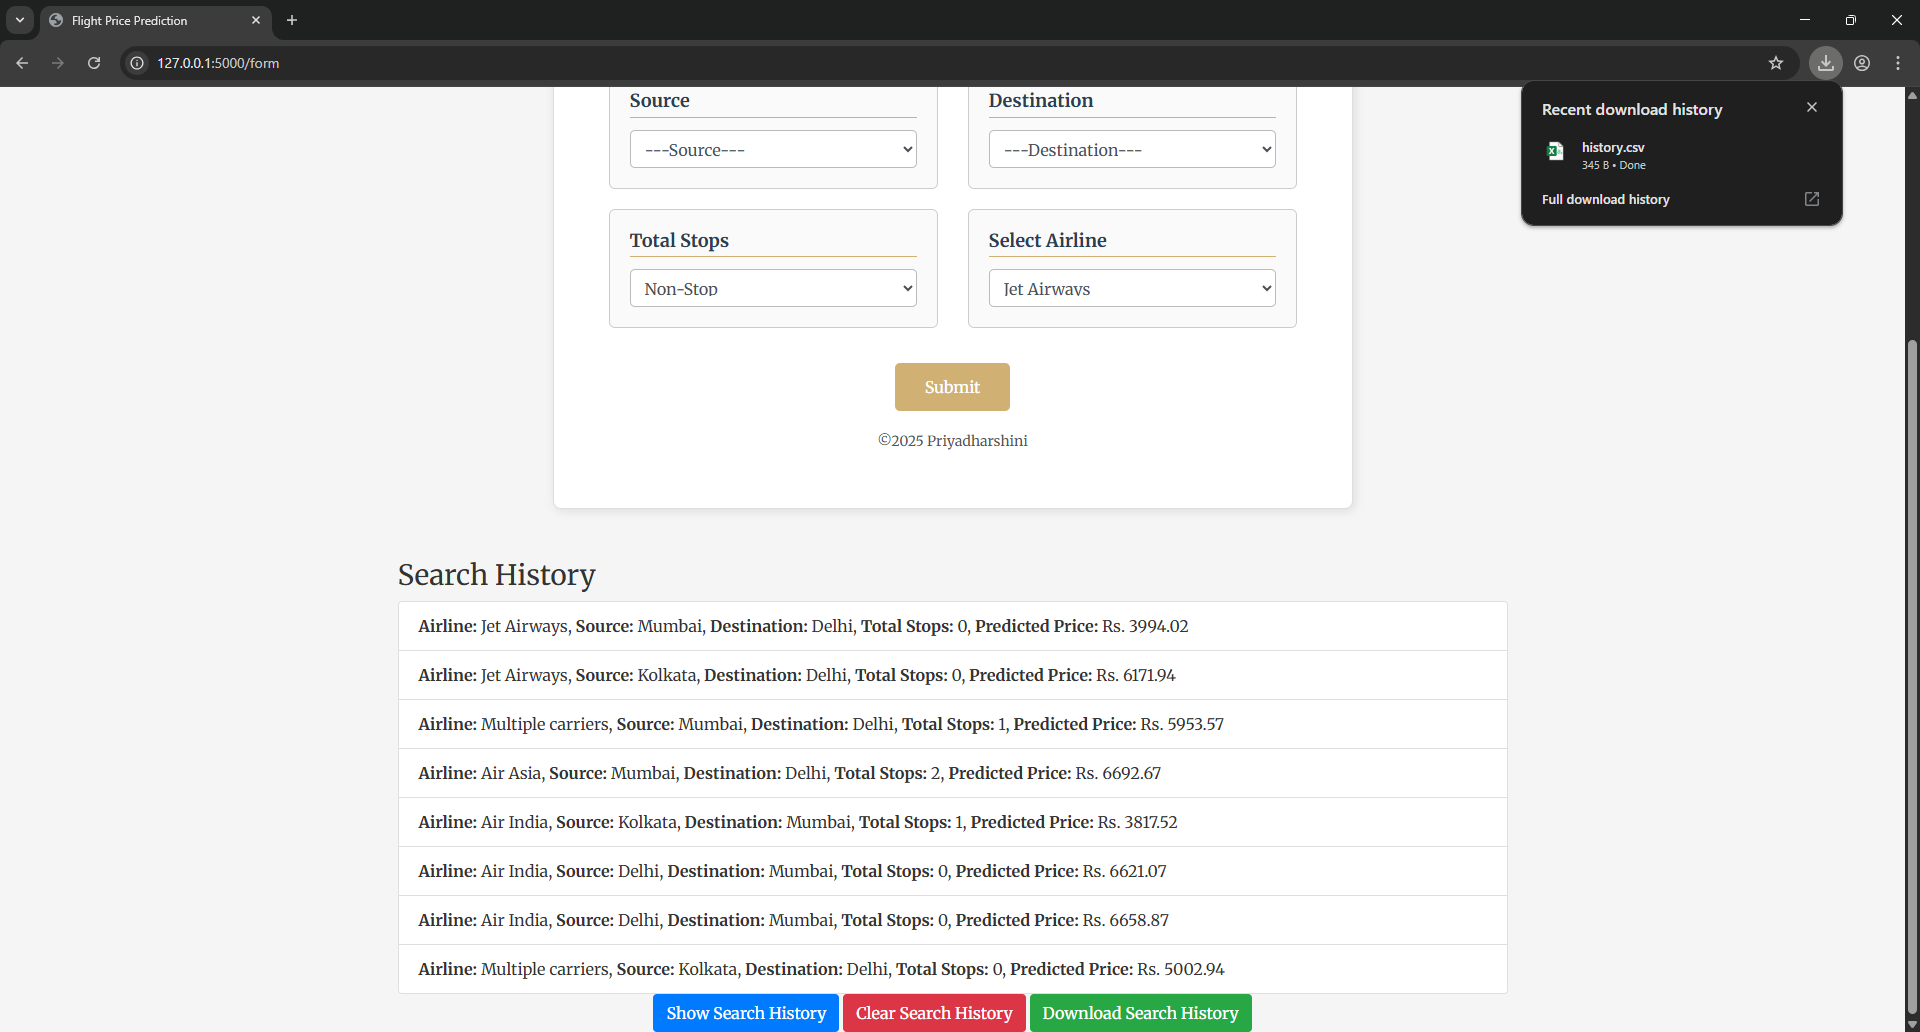 Flight Price Prediction
127.0.0.1:5000/form
Recent download history
history.csv
345 B • Done
Full download history
Source
Destination
---Source---
---Destination---
Total Stops
Select Airline
Non-Stop
Jet Airways
Submit
©2025 Priyadharshini
Search History
Airline: Jet Airways, Source: Mumbai, Destination: Delhi, Total Stops: 0, Predicted Price: Rs. 3994.02
Airline: Jet Airways, Source: Kolkata, Destination: Delhi, Total Stops: 0, Predicted Price: Rs. 6171.94
Airline: Multiple carriers, Source: Mumbai, Destination: Delhi, Total Stops: 1, Predicted Price: Rs. 5953.57
Airline: Air Asia, Source: Mumbai, Destination: Delhi, Total Stops: 2, Predicted Price: Rs. 6692.67
Airline: Air India, Source: Kolkata, Destination: Mumbai, Total Stops: 1, Predicted Price: Rs. 3817.52
Airline: Air India, Source: Delhi, Destination: Mumbai, Total Stops: 0, Predicted Price: Rs. 6621.07
Airline: Air India, Source: Delhi, Destination: Mumbai, Total Stops: 0, Predicted Price: Rs. 6658.87
Airline: Multiple carriers, Source: Kolkata, Destination: Delhi, Total Stops: 0, Predicted Price: Rs. 5002.94
Show Search History
Clear Search History
Download Search History